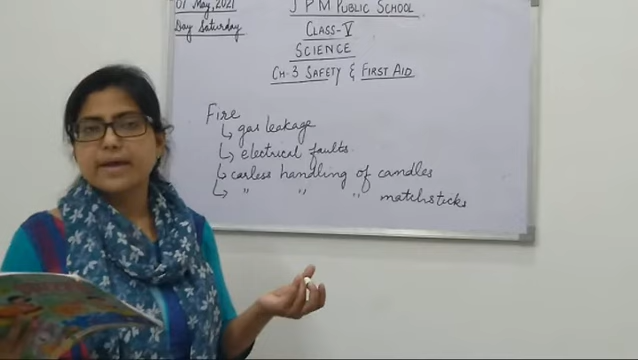 01 May, 2021
Day Saturday
J P M PUBLIC SCHOOL
CLASS-V
SCIENCE
CH-3 SAFETY & FIRST AID
Fire
↳ gas leakage
↳ electrical faults.
↳ carless handling of candles
↳ " " " matchsticks